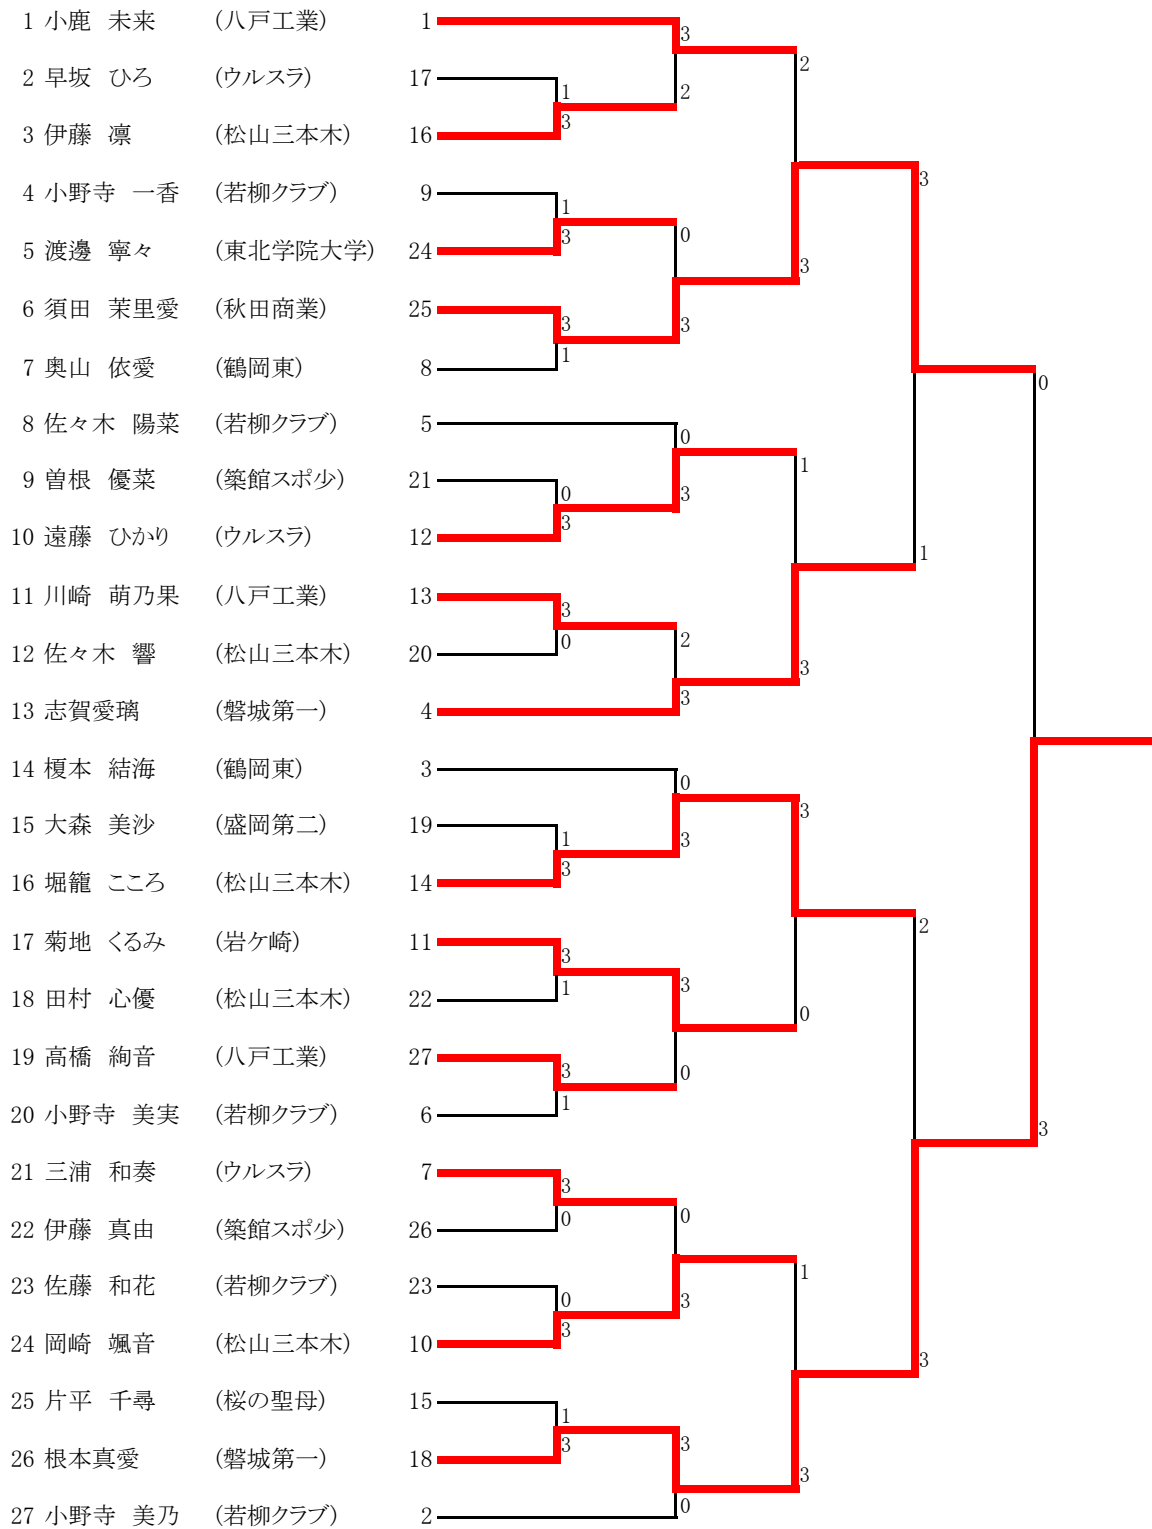 1 小鹿 未来 (八戸工業) 1
3
2
2 早坂 ひろ (ウルスラ) 17
1
2
3 伊藤 凛 (松山三本木) 16
3
4 小野寺 一香 (若柳クラブ) 9
3
1
0
5 渡邊 寧々 (東北学院大学) 24
3
3
6 須田 茉里愛 (秋田商業) 25
3
3
7 奥山 依愛 (鶴岡東) 8
1
0
8 佐々木 陽菜 (若柳クラブ) 5
0
1
9 曽根 優菜 (築館スポ少) 21
0
3
10 遠藤 ひかり (ウルスラ) 12
3
1
11 川崎 萌乃果 (八戸工業) 13
3
12 佐々木 響 (松山三本木) 20
0
2
3
13 志賀愛璃 (磐城第一) 4
3
14 榎本 結海 (鶴岡東) 3
0
3
15 大森 美沙 (盛岡第二) 19
1
3
16 堀籠 こころ (松山三本木) 14
3
2
17 菊地 くるみ (岩ケ崎) 11
3
18 田村 心優 (松山三本木) 22
1
3
0
19 高橋 絢音 (八戸工業) 27
3
0
20 小野寺 美実 (若柳クラブ) 6
1
3
21 三浦 和奏 (ウルスラ) 7
3
22 伊藤 真由 (築館スポ少) 26
0
0
1
23 佐藤 和花 (若柳クラブ) 23
0
3
24 岡崎 颯音 (松山三本木) 10
3
3
25 片平 千尋 (桜の聖母) 15
1
26 根本真愛 (磐城第一) 18
3
3
3
27 小野寺 美乃 (若柳クラブ) 2
0